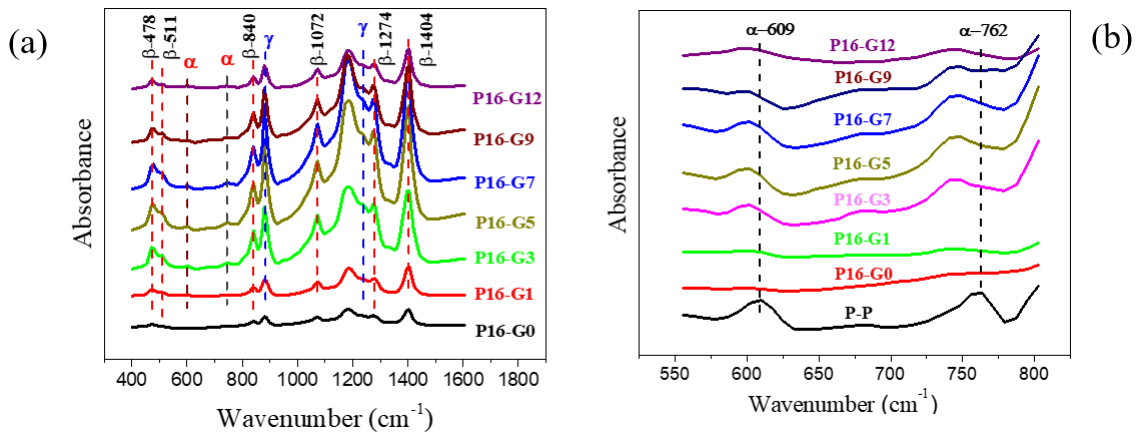 (a)
β-478
β-511
α
α
β-840
γ
β-1072
γ
β-1274
β-1404
P16-G12
P16-G9
P16-G7
P16-G5
P16-G3
P16-G1
P16-G0
Absorbance
400 600 800 1000 1200 1400 1600 1800
Wavenumber (cm⁻¹)
(b)
α–609
α–762
P16-G12
P16-G9
P16-G7
P16-G5
P16-G3
P16-G1
P16-G0
P-P
Absorbance
550 600 650 700 750 800
Wavenumber (cm⁻¹)